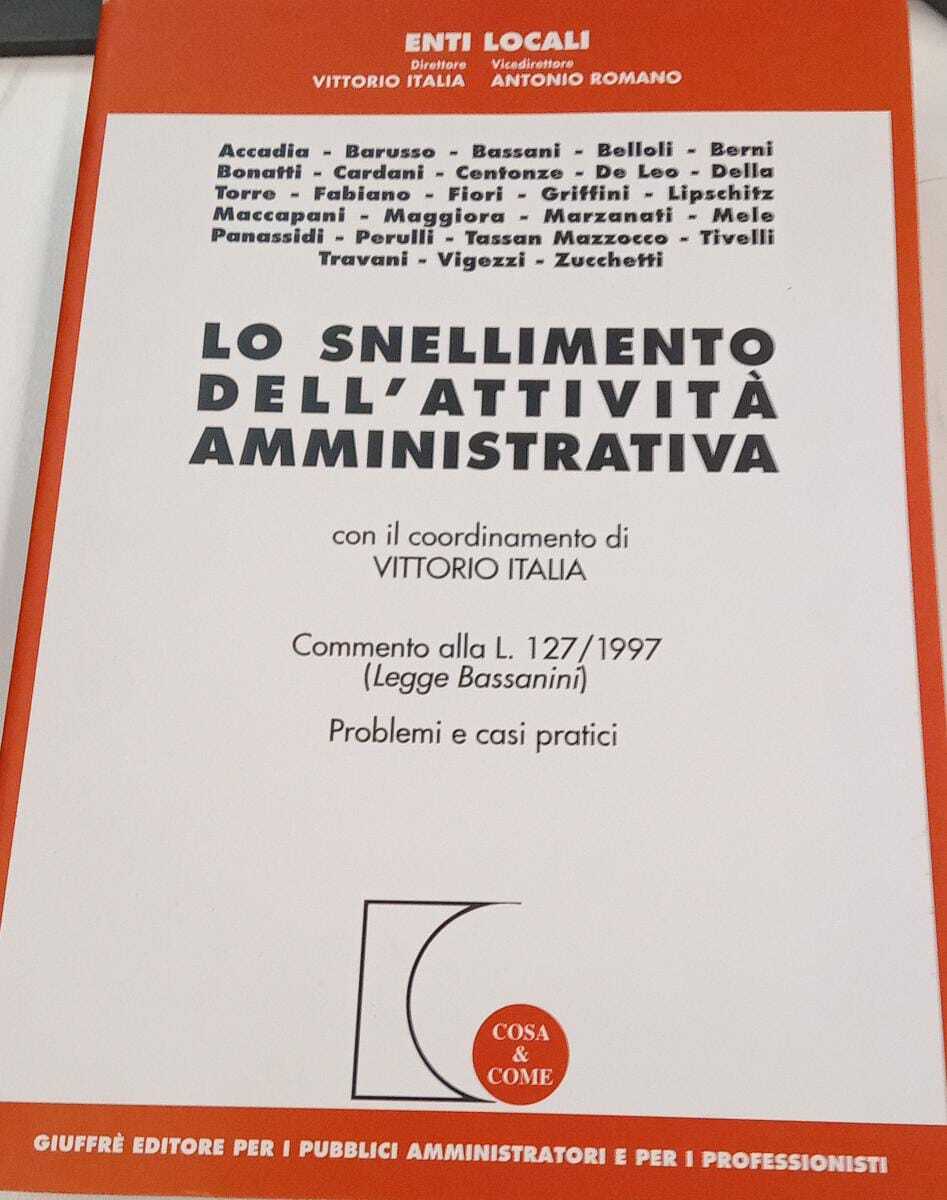 ENTI LOCALI
Direttore Vicedirettore
VITTORIO ITALIA ANTONIO ROMANO
Accadia - Barusso - Bassani - Belloli - Berni
Bonatti - Cardani - Centonze - De Leo - Della
Torre - Fabiano - Fiori - Griffini - Lipschitz
Maccapani - Maggiora - Marzanati - Mele
Panassidi - Perulli - Tassan Mazzocco - Tivelli
Travani - Vigezzi - Zucchetti
LO SNELLIMENTO
DELL'ATTIVITÀ
AMMINISTRATIVA
con il coordinamento di
VITTORIO ITALIA
Commento alla L. 127/1997
(Legge Bassanini)
Problemi e casi pratici
COSA
&
COME
GIUFFRÈ EDITORE PER I PUBBLICI AMMINISTRATORI E PER I PROFESSIONISTI